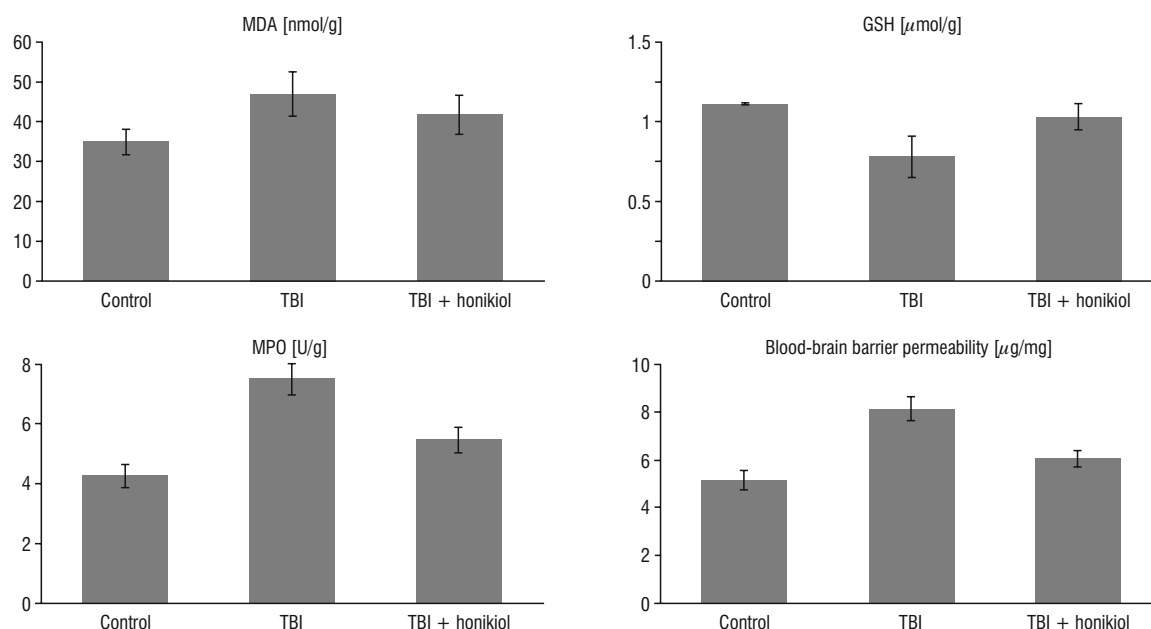 MDA [nmol/g]
60
50
40
30
20
10
0
Control TBI TBI + honikiol
GSH [μmol/g]
1.5
1
0.5
0
Control TBI TBI + honikiol
MPO [U/g]
8
6
4
2
0
Control TBI TBI + honikiol
Blood-brain barrier permeability [μg/mg]
10
8
6
4
2
0
Control TBI TBI + honikiol